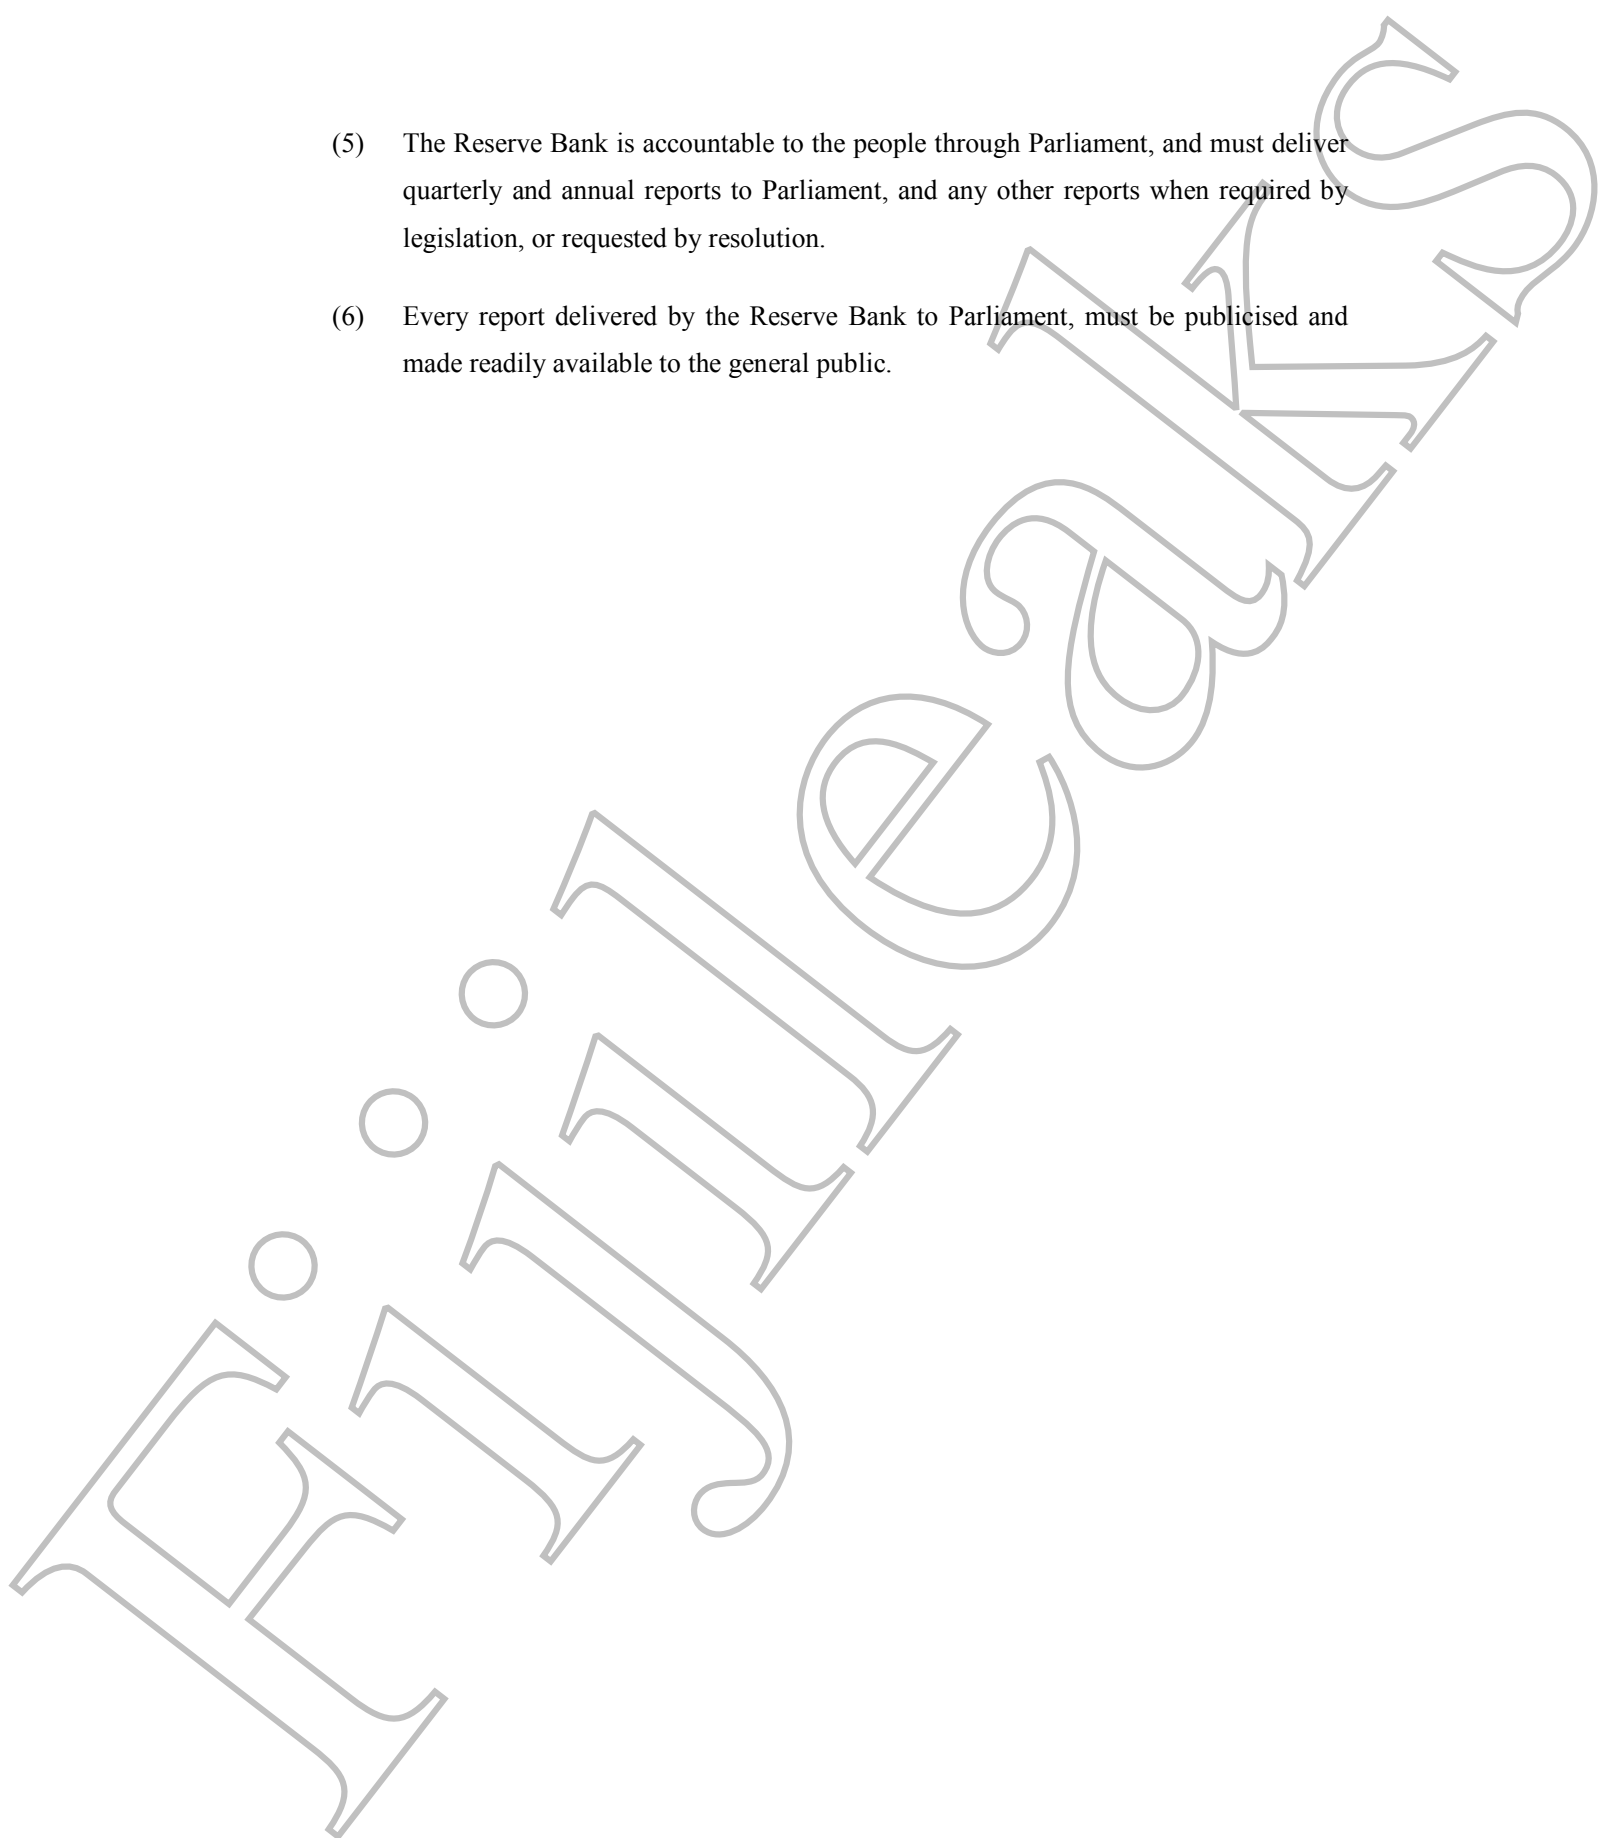 (5) The Reserve Bank is accountable to the people through Parliament, and must deliver
quarterly and annual reports to Parliament, and any other reports when required by
legislation, or requested by resolution.
(6) Every report delivered by the Reserve Bank to Parliament, must be publicised and
made readily available to the general public.
Fijileaks